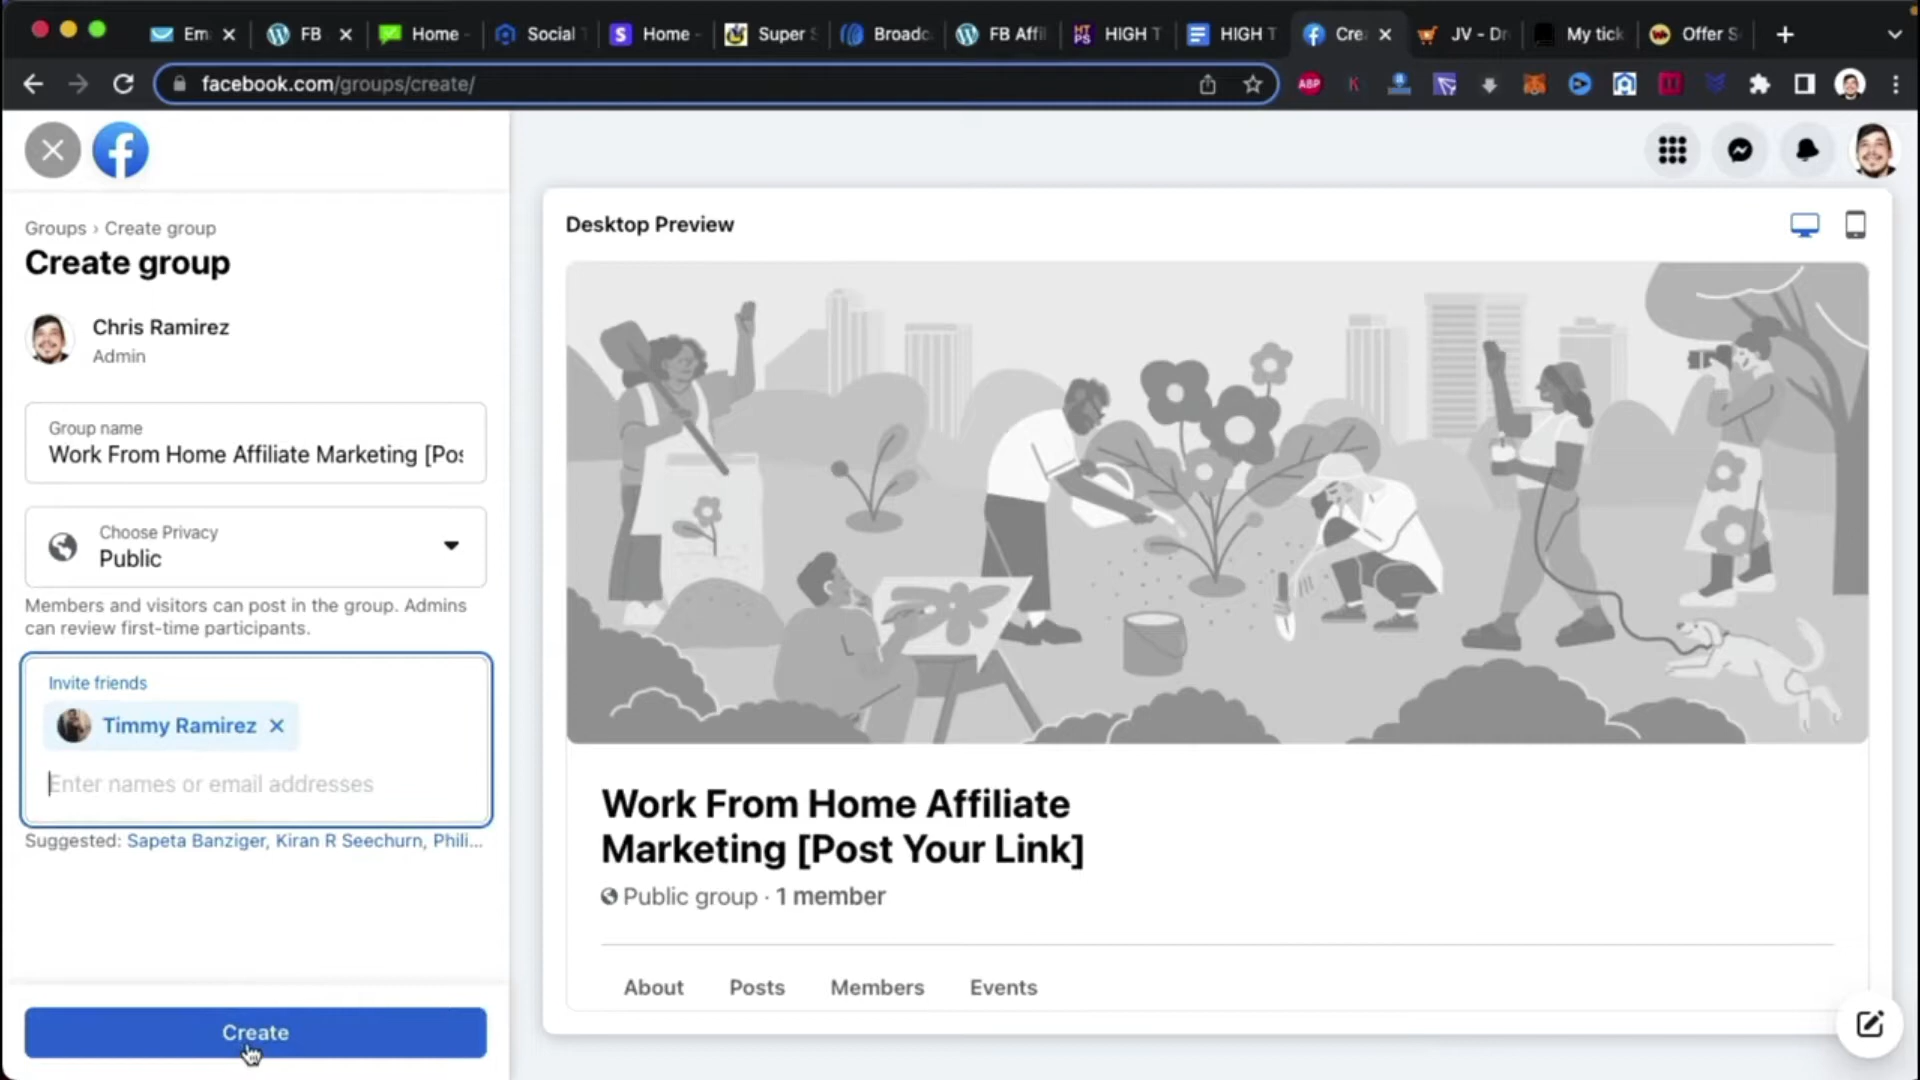 Em
FB
Home -
Social
Home -
Super S
Broadc
FB Affil
HTPS
HIGH T
HIGH T
Cre
JV - Dr
My tick
Offer S
facebook.com/groups/create/
ABP
Groups › Create group
Create group
Chris Ramirez
Admin
Group name
Work From Home Affiliate Marketing [Pos
Choose Privacy
Public
Members and visitors can post in the group. Admins
can review first-time participants.
Invite friends
Timmy Ramirez
Enter names or email addresses
Suggested: Sapeta Banziger, Kiran R Seechurn, Phili...
Create
Desktop Preview
Work From Home Affiliate
Marketing [Post Your Link]
Public group · 1 member
About Posts Members Events